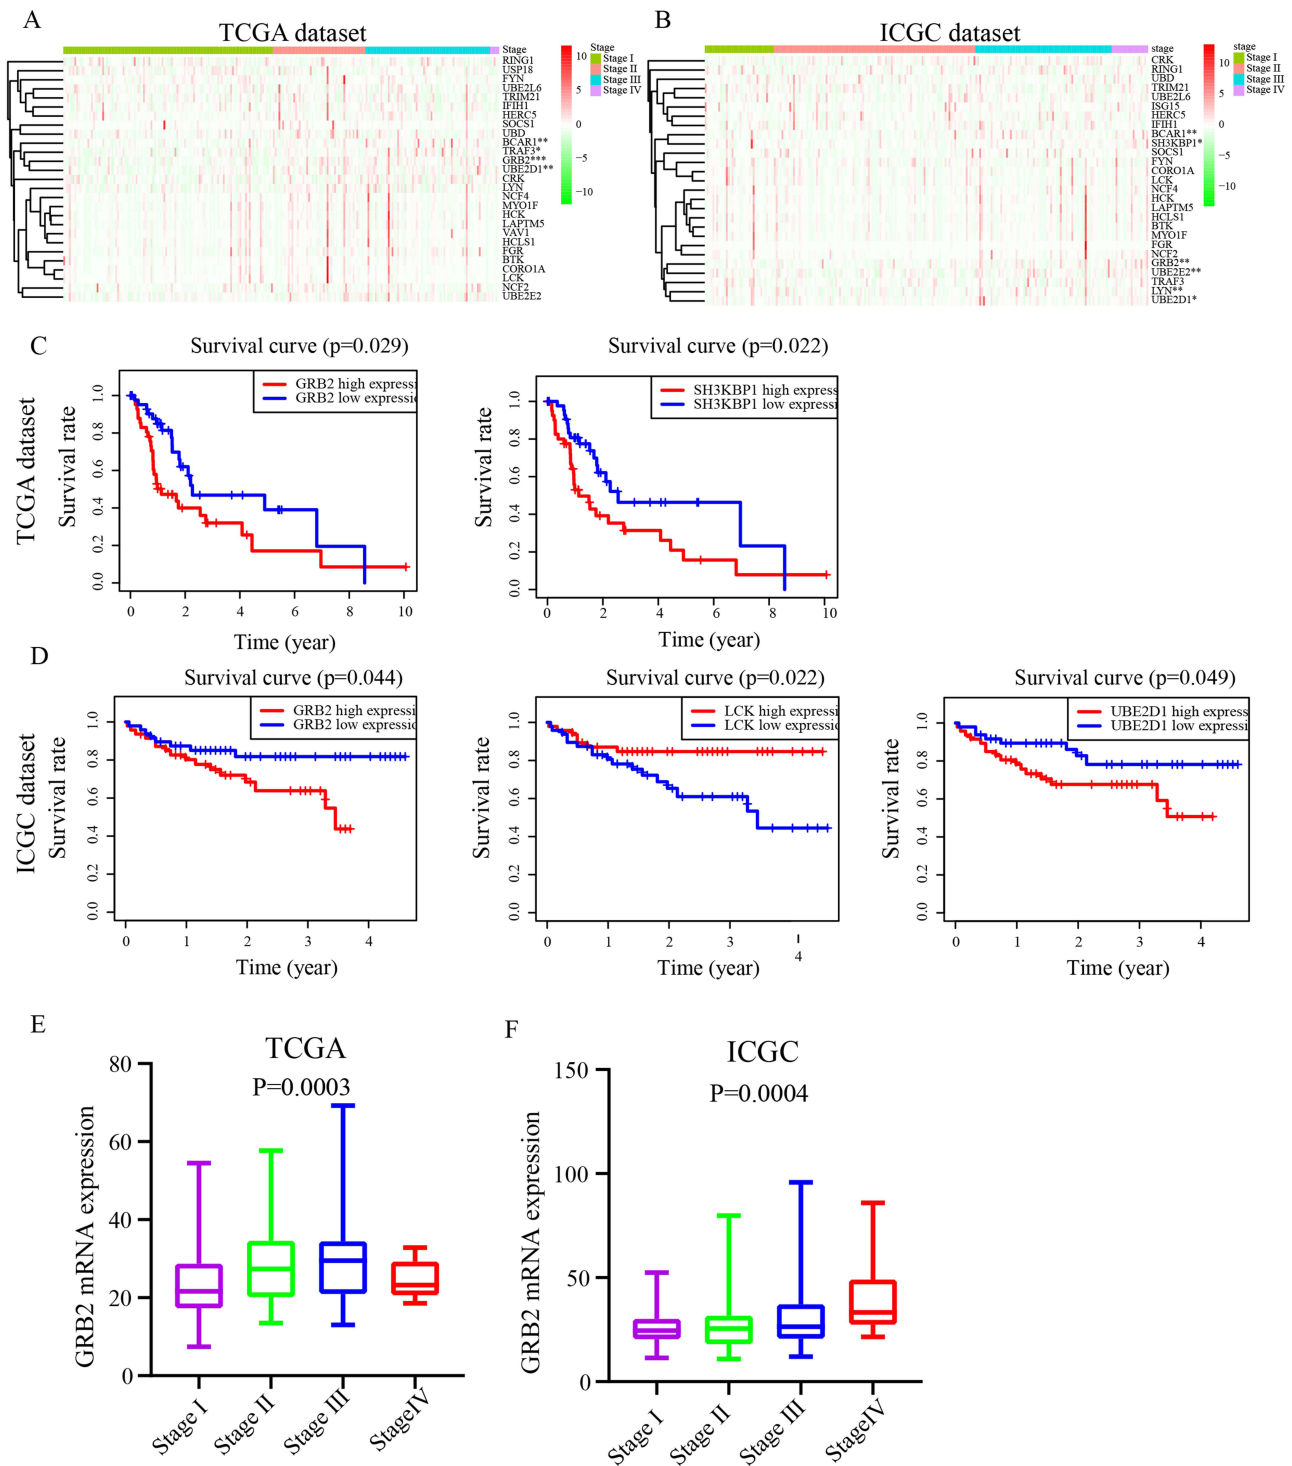 A
TCGA dataset
Stage
RING1
USP18
FYN
UBE2L6
TRIM21
IFIH1
HERC5
SOCS1
UBD
BCAR1**
TRAF3*
GRB2***
UBE2D1**
CRK
LYN
NCF4
MYO1F
HCK
LAPTM5
VAV1
HCLS1
FGR
BTK
CORO1A
LCK
NCF2
UBE2E2
10
5
0
−5
−10
Stage
Stage I
Stage II
Stage III
Stage IV
B
ICGC dataset
stage
CRK
RING1
UBD
TRIM21
UBE2L6
ISG15
HERC5
IFIH1
BCAR1**
SH3KBP1*
SOCS1
FYN
CORO1A
LCK
NCF4
HCK
LAPTM5
HCLS1
BTK
MYO1F
FGR
NCF2
GRB2**
UBE2E2**
TRAF3
LYN**
UBE2D1*
10
5
0
−5
−10
stage
Stage I
Stage II
Stage III
Stage IV
C
TCGA dataset
Survival curve (p=0.029)
GRB2 high expressi
GRB2 low expressio
Survival rate
1.0
0.8
0.6
0.4
0.2
0.0
0 2 4 6 8 10
Time (year)
Survival curve (p=0.022)
SH3KBP1 high express
SH3KBP1 low expressi
Survival rate
1.0
0.8
0.6
0.4
0.2
0.0
0 2 4 6 8 10
Time (year)
D
ICGC dataset
Survival curve (p=0.044)
GRB2 high expressi
GRB2 low expressio
Survival rate
1.0
0.8
0.6
0.4
0.2
0.0
0 1 2 3 4
Time (year)
Survival curve (p=0.022)
LCK high expressi
LCK low expressio
Survival rate
1.0
0.8
0.6
0.4
0.2
0.0
0 1 2 3 4
Time (year)
Survival curve (p=0.049)
UBE2D1 high express
UBE2D1 low expressi
Survival rate
1.0
0.8
0.6
0.4
0.2
0.0
0 1 2 3 4
Time (year)
E
TCGA
P=0.0003
GRB2 mRNA expression
80
60
40
20
0
Stage I
Stage II
Stage III
StageIV
F
ICGC
P=0.0004
GRB2 mRNA expression
150
100
50
0
Stage I
Stage II
Stage III
StageIV